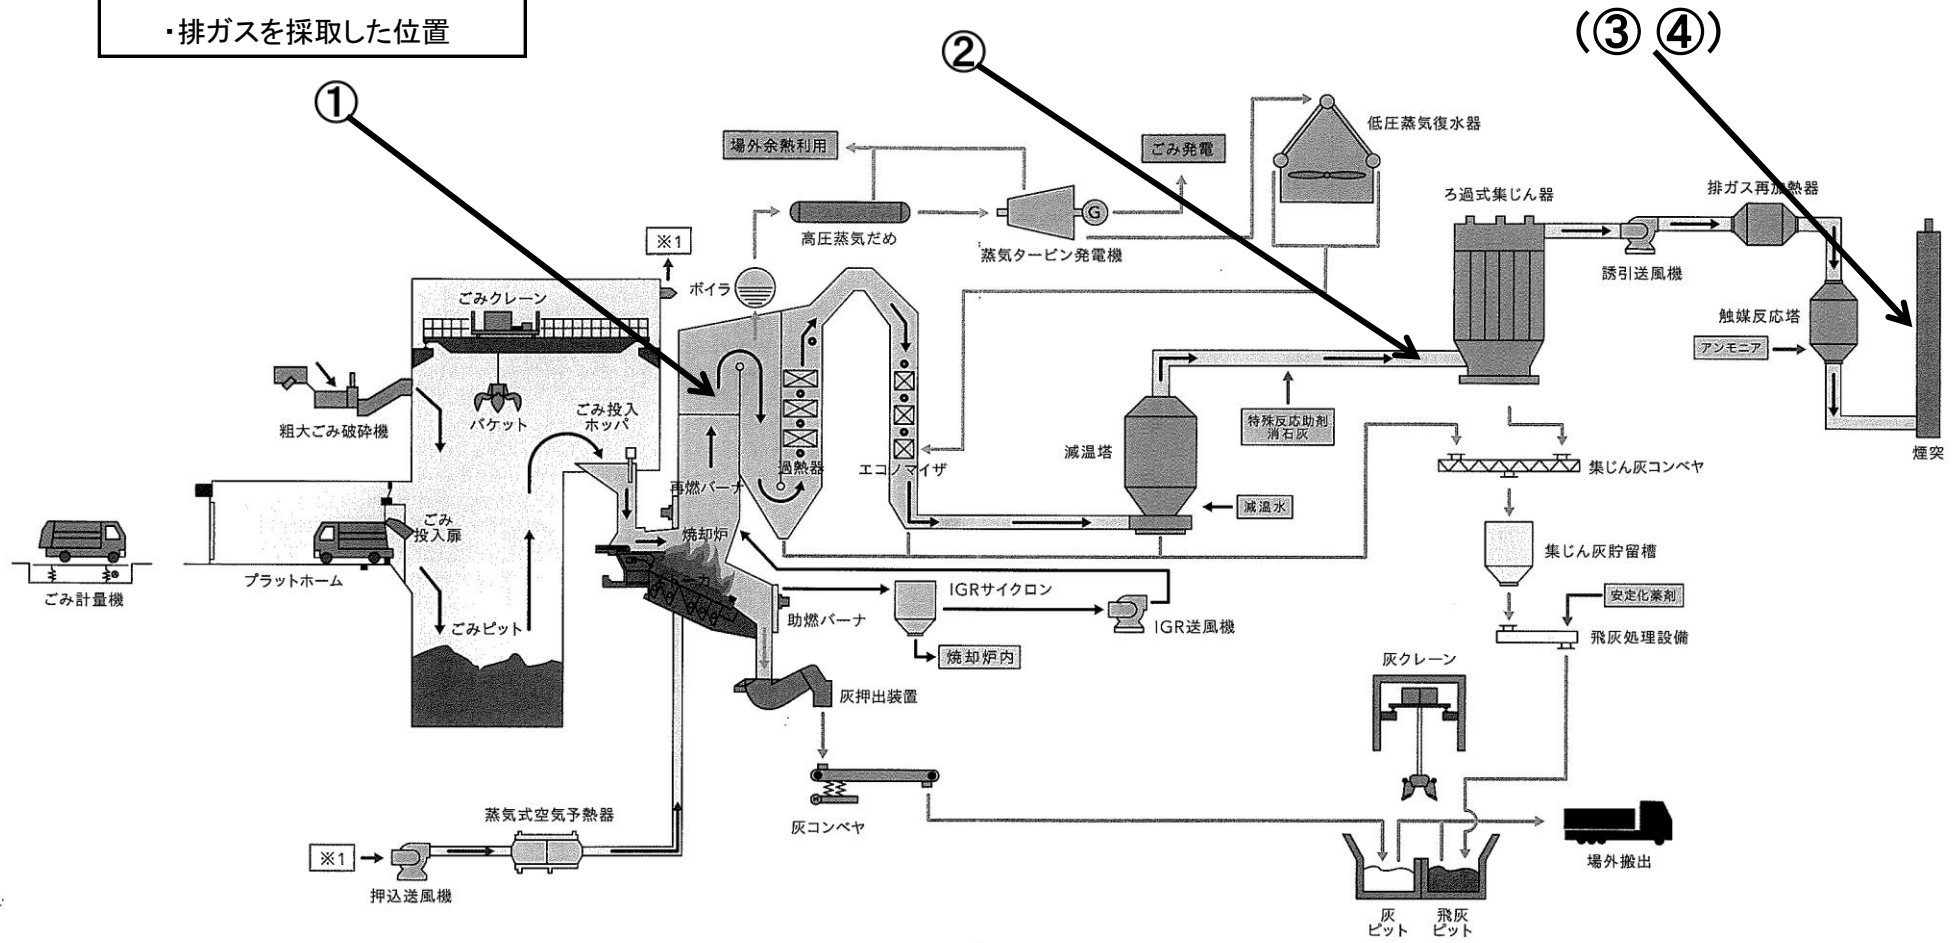 ・排ガスを採取した位置
①
②
(③ ④)
低圧蒸気復水器
場外余熱利用
ごみ発電
ろ過式集じん器
排ガス再加熱器
高圧蒸気だめ
G
蒸気タービン発電機
※1
誘引送風機
ボイラ
ごみクレーン
触媒反応塔
アンモニア
粗大ごみ破砕機
バケット
ごみ投入
ホッパ
特殊反応助剤
消石灰
減温塔
過熱器
エコノマイザ
集じん灰コンベヤ
煙突
再燃バーナ
減温水
ごみ
投入扉
焼却炉
集じん灰貯留槽
プラットホーム
ストーカ
ごみ計量機
IGRサイクロン
安定化薬剤
ごみピット
助燃バーナ
IGR送風機
飛灰処理設備
焼却炉内
灰クレーン
灰押出装置
灰コンベヤ
蒸気式空気予熱器
※1
押込送風機
場外搬出
灰
ピット
飛灰
ピット